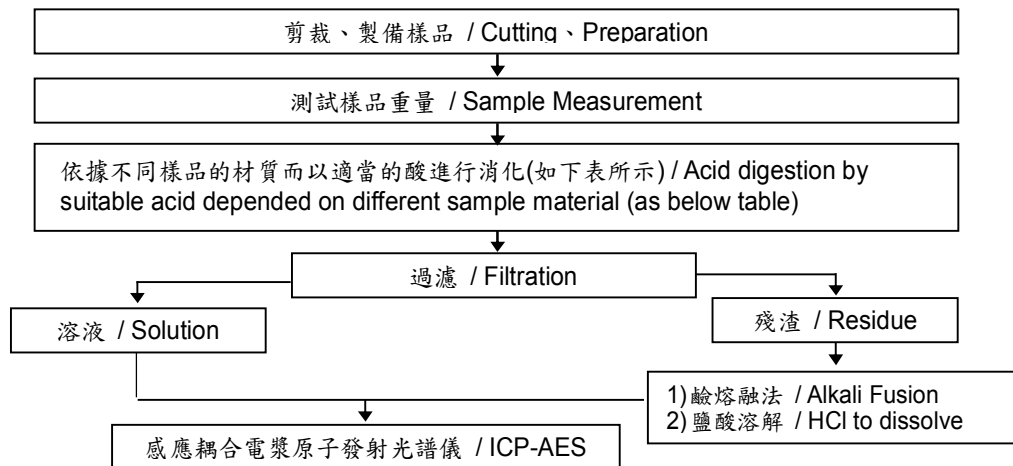 剪裁、製備樣品 / Cutting、Preparation
測試樣品重量 / Sample Measurement
依據不同樣品的材質而以適當的酸進行消化(如下表所示) / Acid digestion by
suitable acid depended on different sample material (as below table)
過濾 / Filtration
溶液 / Solution
殘渣 / Residue
1)鹼熔融法 / Alkali Fusion
2)鹽酸溶解 / HCl to dissolve
感應耦合電漿原子發射光譜儀 / ICP-AES